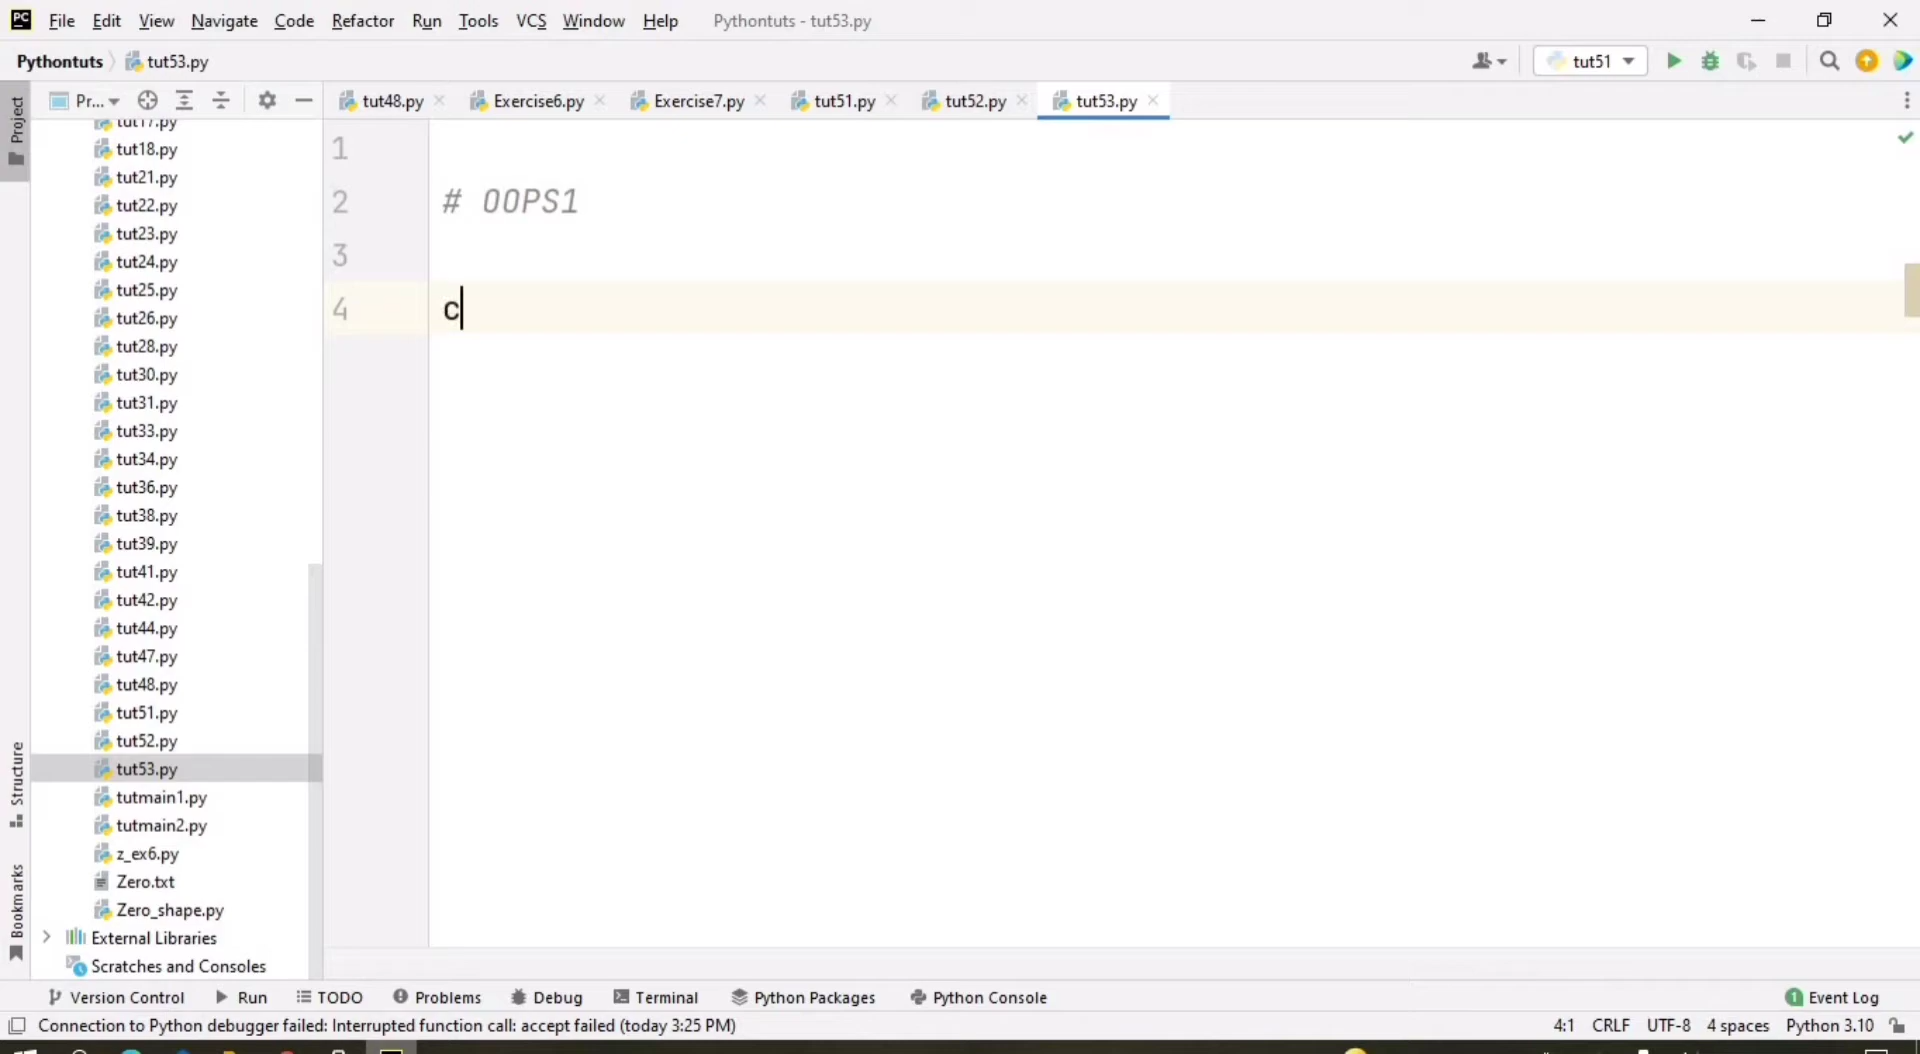 PC File Edit View Navigate Code Refactor Run Tools VCS Window Help Pythontuts - tut53.py
Pythontuts tut53.py tut51
Project Pr... tut48.py Exercise6.py Exercise7.py tut51.py tut52.py tut53.py
tut17.py
tut18.py
tut21.py
tut22.py
tut23.py
tut24.py
tut25.py
tut26.py
tut28.py
tut30.py
tut31.py
tut33.py
tut34.py
tut36.py
tut38.py
tut39.py
tut41.py
tut42.py
tut44.py
tut47.py
tut48.py
tut51.py
tut52.py
tut53.py
tutmain1.py
tutmain2.py
z_ex6.py
Zero.txt
Zero_shape.py
External Libraries
Scratches and Consoles
Structure
Bookmarks
1
2 # OOPS1
3
4 c
Version Control Run TODO Problems Debug Terminal Python Packages Python Console 1 Event Log
Connection to Python debugger failed: Interrupted function call: accept failed (today 3:25 PM) 4:1 CRLF UTF-8 4 spaces Python 3.10